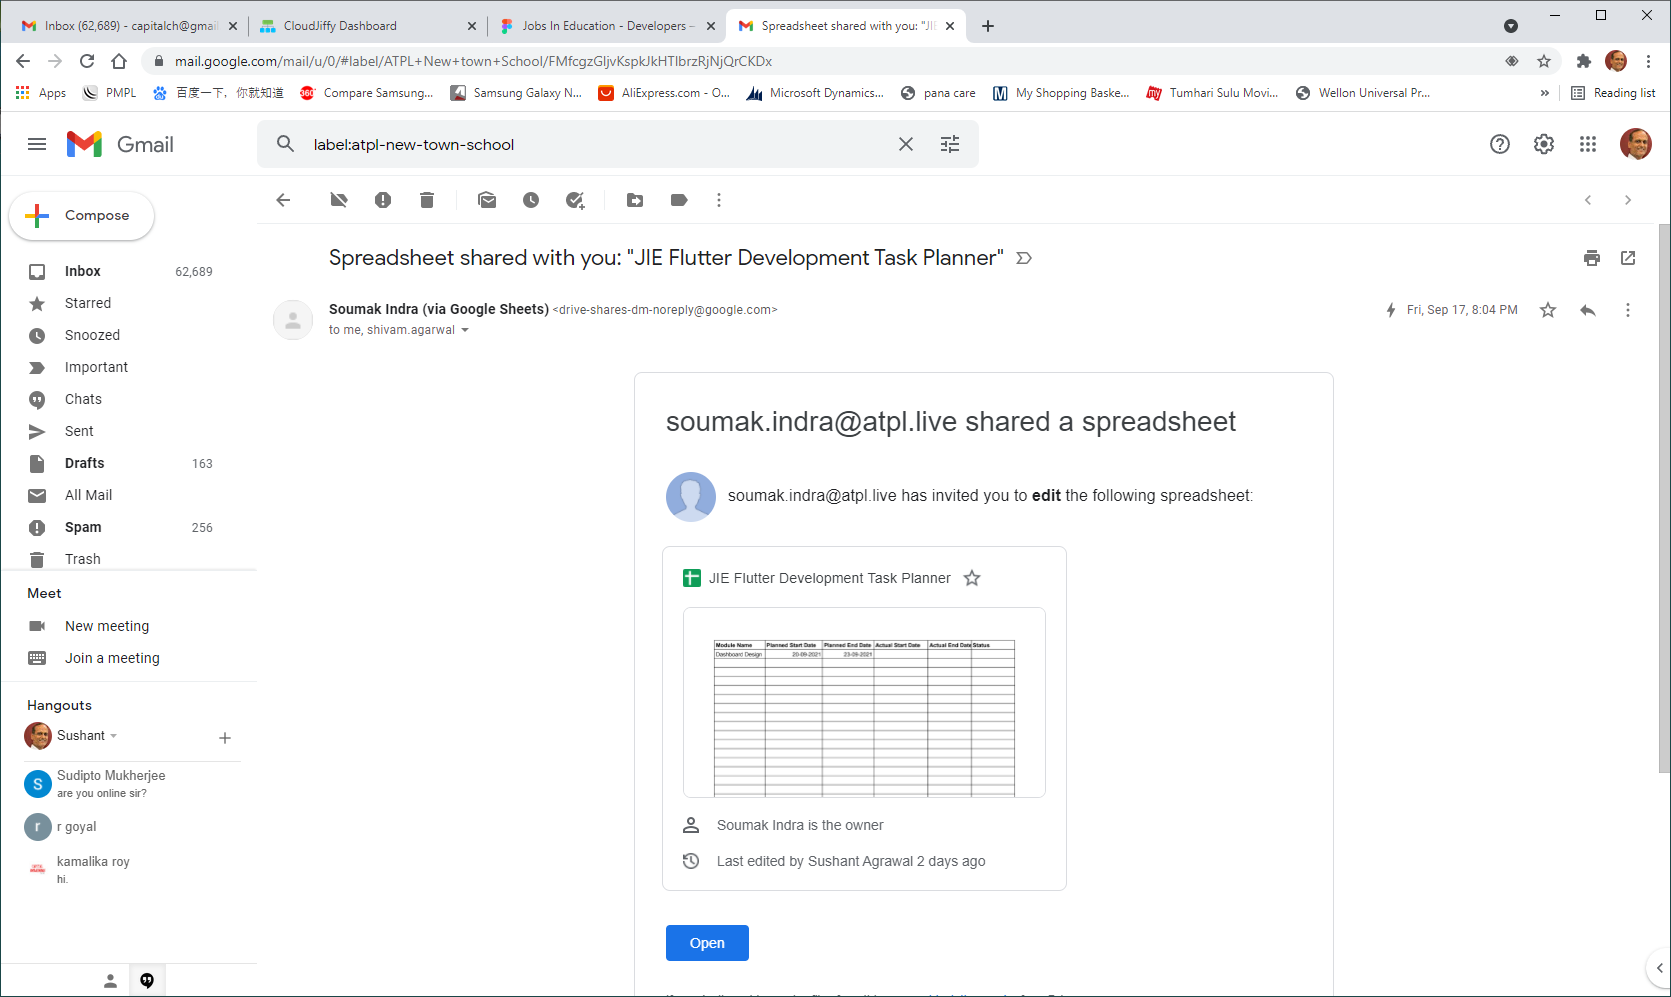 Inbox (62,689) - capitalch@gmail.
CloudJiffy Dashboard
Jobs In Education - Developers –
Spreadsheet shared with you: "JIE
mail.google.com/mail/u/0/#label/ATPL+New+town+School/FMfcgzGljvKspkJkHTlbrzRjNjQrCKDx
Apps
PMPL
百度一下，你就知道
Compare Samsung...
Samsung Galaxy N...
AliExpress.com - O...
Microsoft Dynamics...
pana care
My Shopping Baske...
Tumhari Sulu Movi...
Wellon Universal Pr...
»
Reading list
Gmail
label:atpl-new-town-school
Compose
Inbox 62,689
Starred
Snoozed
Important
Chats
Sent
Drafts 163
All Mail
Spam 256
Trash
Meet
New meeting
Join a meeting
Hangouts
Sushant
S
Sudipto Mukherjee
are you online sir?
r
r goyal
kamalika roy
hi.
Spreadsheet shared with you: "JIE Flutter Development Task Planner"
Soumak Indra (via Google Sheets) <drive-shares-dm-noreply@google.com>
Fri, Sep 17, 8:04 PM
to me, shivam.agarwal
soumak.indra@atpl.live shared a spreadsheet
soumak.indra@atpl.live has invited you to edit the following spreadsheet:
JIE Flutter Development Task Planner
Module Name Planned Start Date Planned End Date Actual Start Date Actual End Date Status
Dashboard Design 20-09-2021 23-09-2021
Soumak Indra is the owner
Last edited by Sushant Agrawal 2 days ago
Open